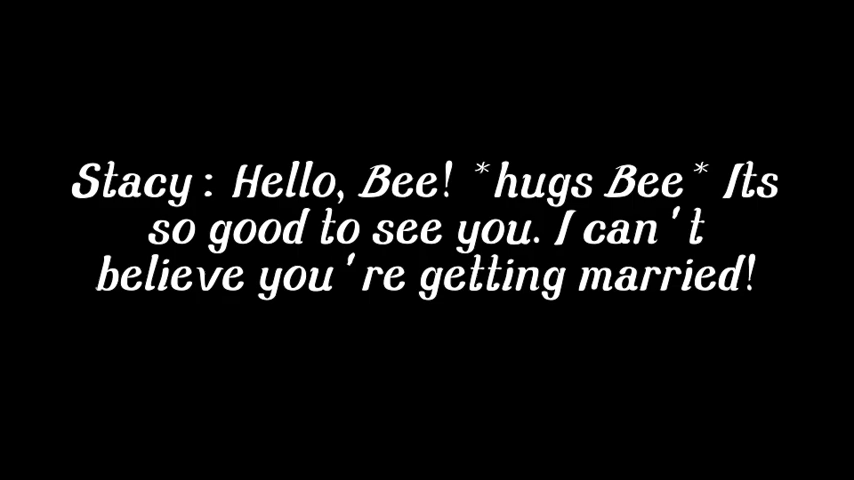 Stacy : Hello, Bee! *hugs Bee* Its
so good to see you. I can't
believe you're getting married!